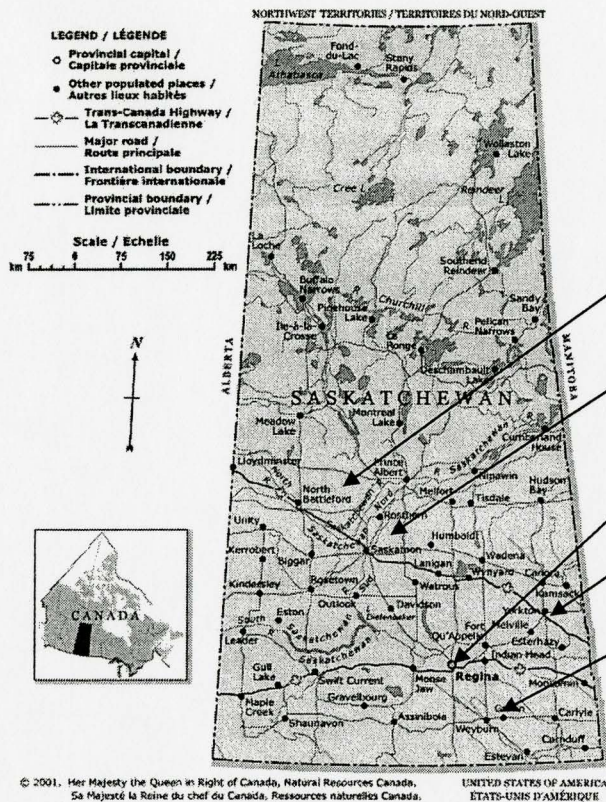 NORTHWEST TERRITORIES / TERRITOIRES DU NORD-OUEST
LEGEND / LÉGENDE
Provincial capital /
Capitale provinciale
Other populated places /
Autres lieux habités
Trans-Canada Highway /
La Transcanadienne
Major road /
Route principale
International boundary /
Frontière internationale
Provincial boundary /
Limite provinciale
Scale / Échelle
75 0 75 150 225
km km
N
Fond-
du-Lac
Stony
Rapids
L.
Athabasca
Wollaston
Lake
Cree L.
Reindeer
L.
La
Loche
Southend
Reindeer
Buffalo
Narrows
Churchill
R.
Pinehouse
Lake
Sandy
Bay
Île-à-la-
Crosse
La
Ronge
Pelican
Narrows
Deschambault
Lake
ALBERTA
MANITOBA
SASKATCHEWAN
Meadow
Lake
Montreal
Lake
Cumberland
House
Saskatchewan
R.
Lloydminster
Prince
Albert
Nipawin
North
Battleford
Melfort
Tisdale
Hudson
Bay
Rosthern
Unity
Humboldt
Saskatoon
Wadena
Kerrobert
Biggar
Lanigan
Wynyard
Canora
Kamsack
Kindersley
Rosetown
Watrous
Outlook
Yorkton
Eston
Davidson
L.
Diefenbaker
Fort
Qu'Appelle
Melville
Esterhazy
South
Saskatchewan
Leader
Indian Head
Gull
Lake
Swift Current
Moose
Jaw
Regina
Moosomin
Maple
Creek
Gravelbourg
Shaunavon
Assiniboia
Weyburn
Carlyle
Estevan
Carnduff
CANADA
© 2001. Her Majesty the Queen in Right of Canada, Natural Resources Canada.
Sa Majesté la Reine du chef du Canada, Ressources naturelles Canada.
UNITED STATES OF AMERICA
ÉTATS-UNIS D'AMÉRIQUE